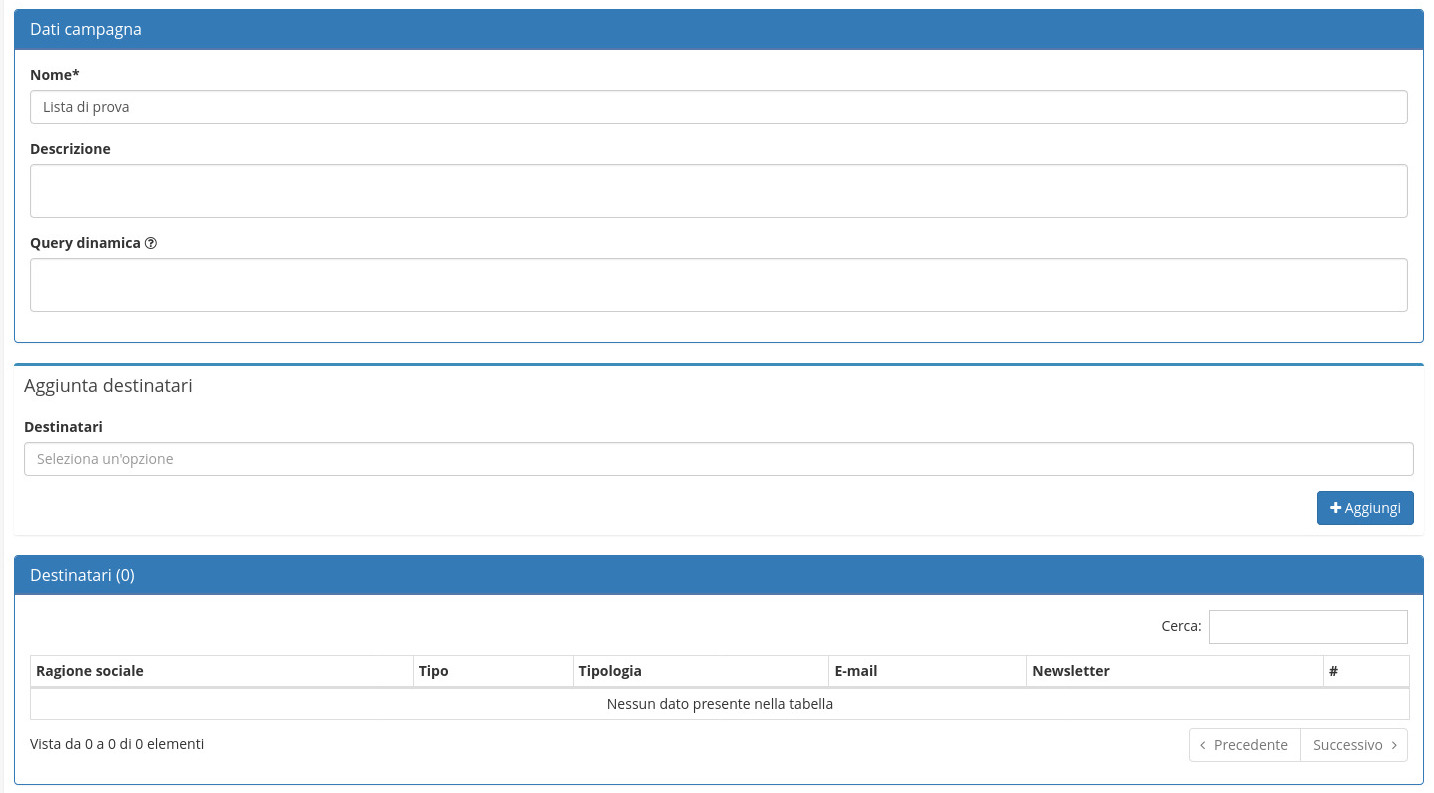 Dati campagna
Nome*
Lista di prova
Descrizione
Query dinamica
Aggiunta destinatari
Destinatari
Seleziona un'opzione
Aggiungi
Destinatari (0)
Cerca:
Ragione sociale Tipo Tipologia E-mail Newsletter #
Nessun dato presente nella tabella
Vista da 0 a 0 di 0 elementi
Precedente Successivo